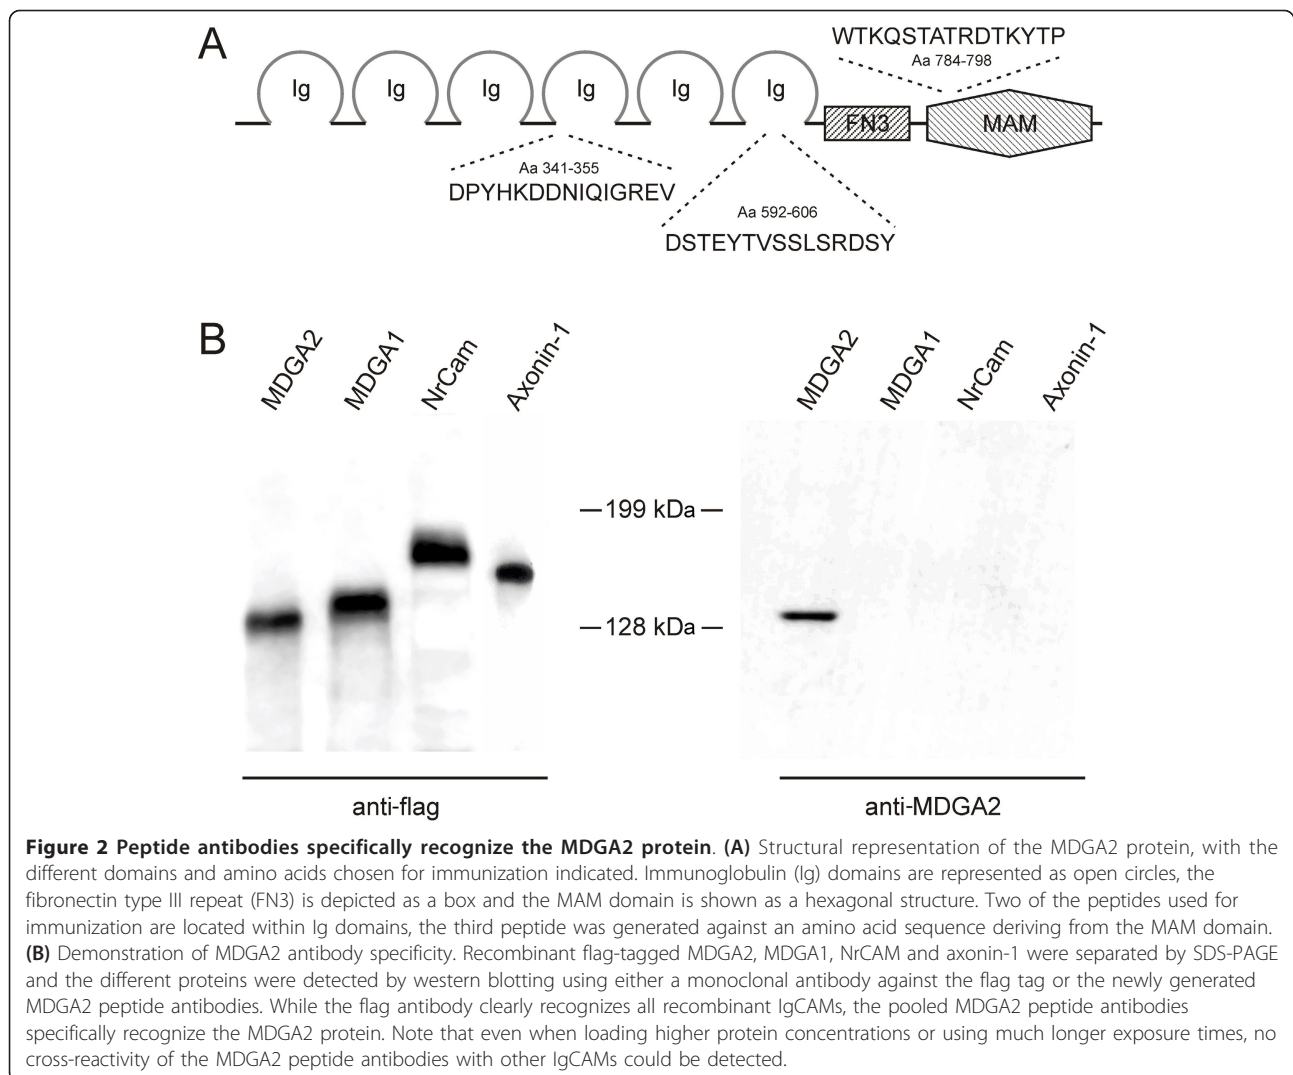 A
WTKQSTATRDTKYTP
Aa 784-798
Ig Ig Ig Ig Ig Ig
FN3 MAM
Aa 341-355
DPYHKDDNIQIGREV
Aa 592-606
DSTEYTVSSLSRDSY
B
MDGA2 MDGA1 NrCam Axonin-1 MDGA2 MDGA1 NrCam Axonin-1
199 kDa
128 kDa
anti-flag anti-MDGA2
Figure 2 Peptide antibodies specifically recognize the MDGA2 protein. (A) Structural representation of the MDGA2 protein, with the
different domains and amino acids chosen for immunization indicated. Immunoglobulin (Ig) domains are represented as open circles, the
fibronectin type III repeat (FN3) is depicted as a box and the MAM domain is shown as a hexagonal structure. Two of the peptides used for
immunization are located within Ig domains, the third peptide was generated against an amino acid sequence deriving from the MAM domain.
(B) Demonstration of MDGA2 antibody specificity. Recombinant flag-tagged MDGA2, MDGA1, NrCAM and axonin-1 were separated by SDS-PAGE
and the different proteins were detected by western blotting using either a monoclonal antibody against the flag tag or the newly generated
MDGA2 peptide antibodies. While the flag antibody clearly recognizes all recombinant IgCAMs, the pooled MDGA2 peptide antibodies
specifically recognize the MDGA2 protein. Note that even when loading higher protein concentrations or using much longer exposure times, no
cross-reactivity of the MDGA2 peptide antibodies with other IgCAMs could be detected.